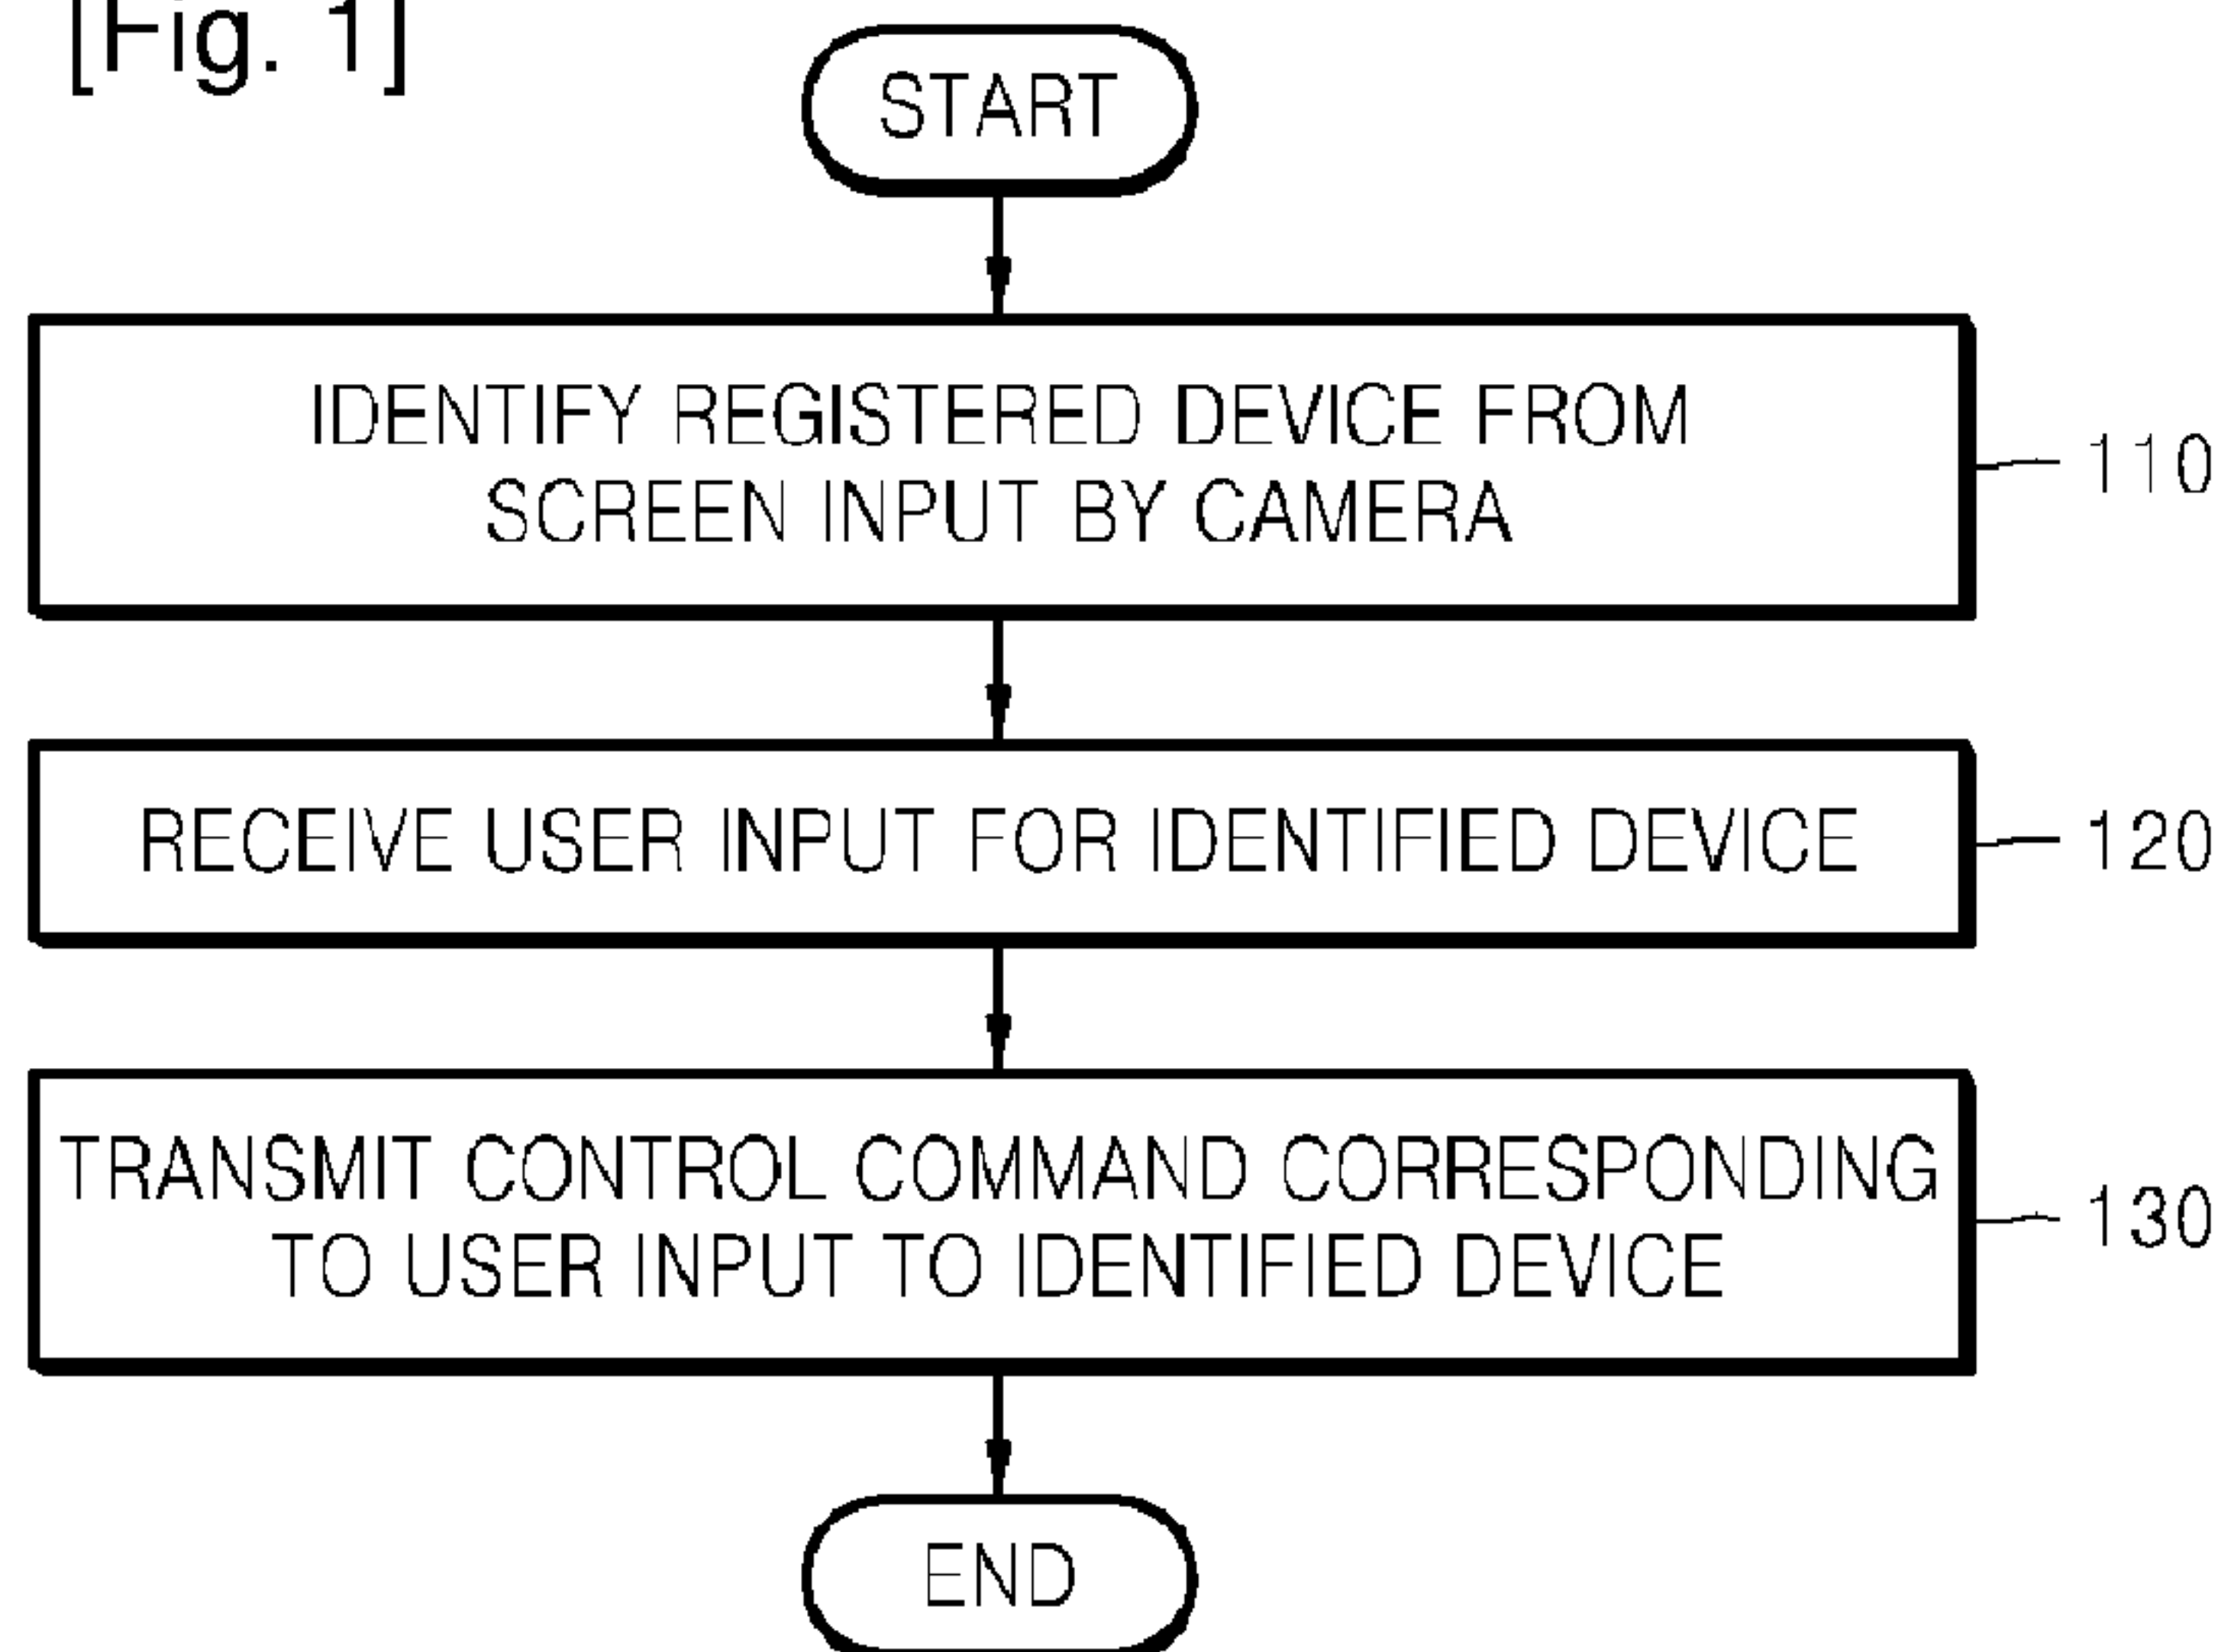 [Fig. 1]
START
IDENTIFY REGISTERED DEVICE FROM
SCREEN INPUT BY CAMERA
110
RECEIVE USER INPUT FOR IDENTIFIED DEVICE
120
TRANSMIT CONTROL COMMAND CORRESPONDING
TO USER INPUT TO IDENTIFIED DEVICE
130
END